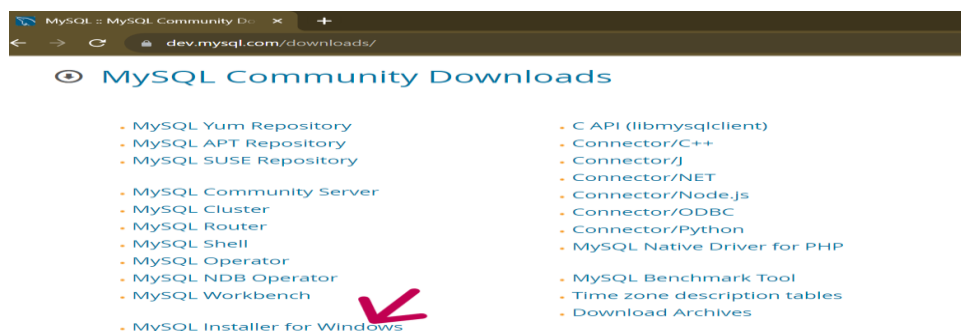 MySQL :: MySQL Community Do
dev.mysql.com/downloads/
MySQL Community Downloads
MySQL Yum Repository
MySQL APT Repository
MySQL SUSE Repository
MySQL Community Server
MySQL Cluster
MySQL Router
MySQL Shell
MySQL Operator
MySQL NDB Operator
MySQL Workbench
MySQL Installer for Windows
C API (libmysqlclient)
Connector/C++
Connector/J
Connector/NET
Connector/Node.js
Connector/ODBC
Connector/Python
MySQL Native Driver for PHP
MySQL Benchmark Tool
Time zone description tables
Download Archives